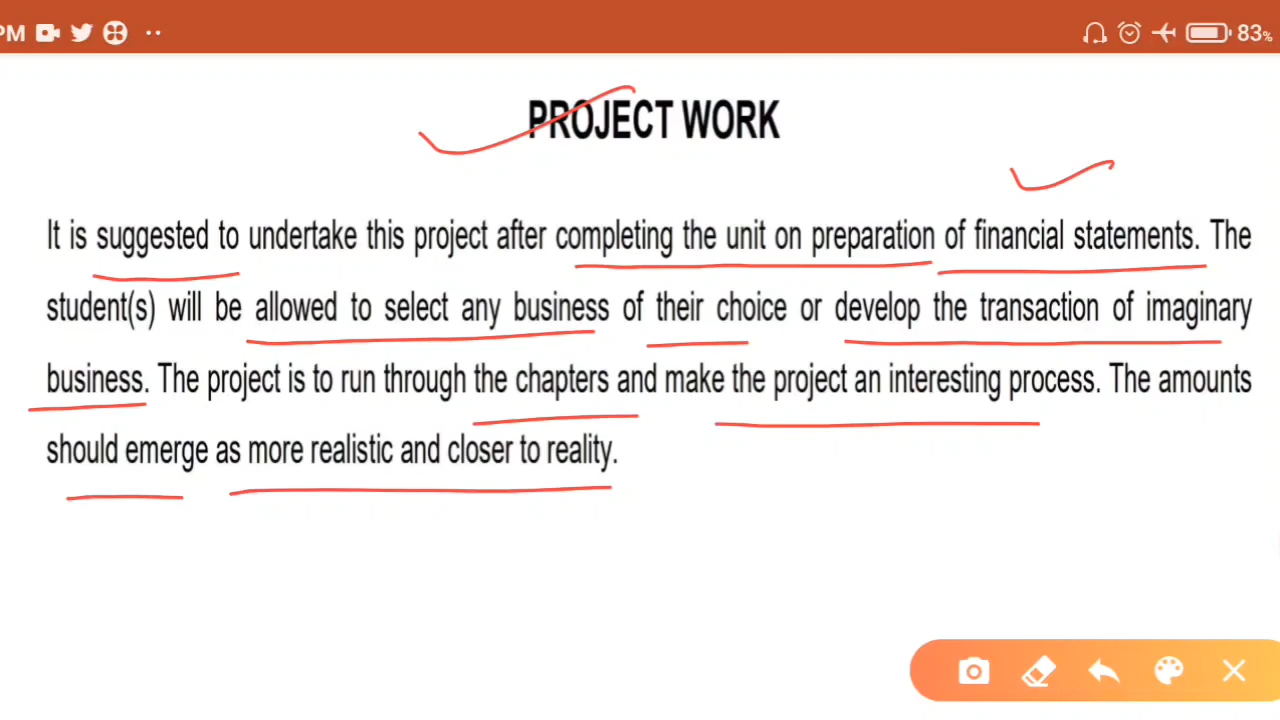 PM 83%
PROJECT WORK
It is suggested to undertake this project after completing the unit on preparation of financial statements. The
student(s) will be allowed to select any business of their choice or develop the transaction of imaginary
business. The project is to run through the chapters and make the project an interesting process. The amounts
should emerge as more realistic and closer to reality.